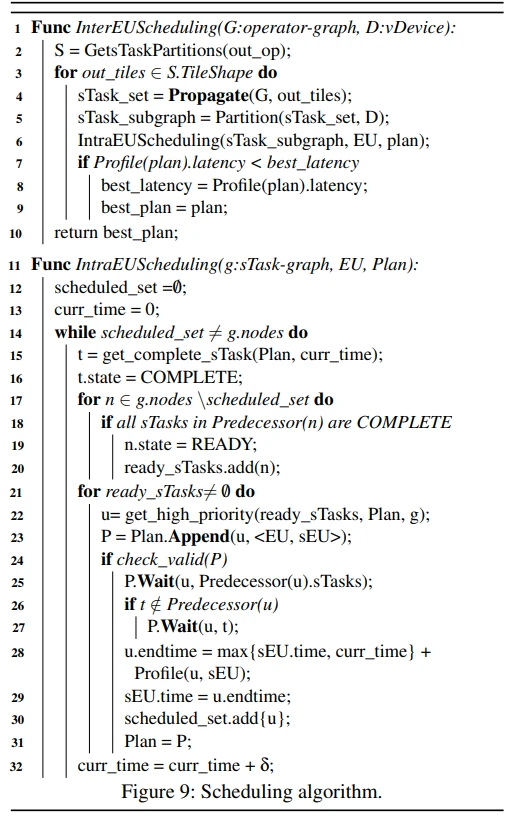 1 Func InterEUScheduling(G:operator-graph, D:vDevice):
2 S = GetsTaskPartitions(out_op);
3 for out_tiles ∈ S.TileShape do
4 sTask_set = Propagate(G, out_tiles);
5 sTask_subgraph = Partition(sTask_set, D);
6 IntraEUScheduling(sTask_subgraph, EU, plan);
7 if Profile(plan).latency < best_latency
8 best_latency = Profile(plan).latency;
9 best_plan = plan;
10 return best_plan;
11 Func IntraEUScheduling(g:sTask-graph, EU, Plan):
12 scheduled_set =∅;
13 curr_time = 0;
14 while scheduled_set ≠ g.nodes do
15 t = get_complete_sTask(Plan, curr_time);
16 t.state = COMPLETE;
17 for n ∈ g.nodes \scheduled_set do
18 if all sTasks in Predecessor(n) are COMPLETE
19 n.state = READY;
20 ready_sTasks.add(n);
21 for ready_sTasks≠ ∅ do
22 u= get_high_priority(ready_sTasks, Plan, g);
23 P = Plan.Append(u, <EU, sEU>);
24 if check_valid(P)
25 P.Wait(u, Predecessor(u).sTasks);
26 if t ∉ Predecessor(u)
27 P.Wait(u, t);
28 u.endtime = max{sEU.time, curr_time} +
Profile(u, sEU);
29 sEU.time = u.endtime;
30 scheduled_set.add{u};
31 Plan = P;
32 curr_time = curr_time + δ;
Figure 9: Scheduling algorithm.